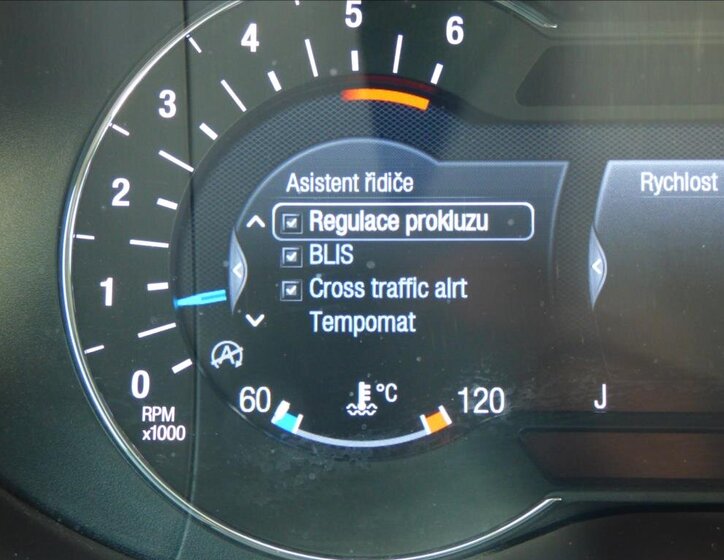 5
4
6
3
2
1
0
RPM
x1000
Asistent řidiče
Regulace prokluzu
BLIS
Cross traffic alrt
Tempomat
A
60
°C
120
Rychlost
J